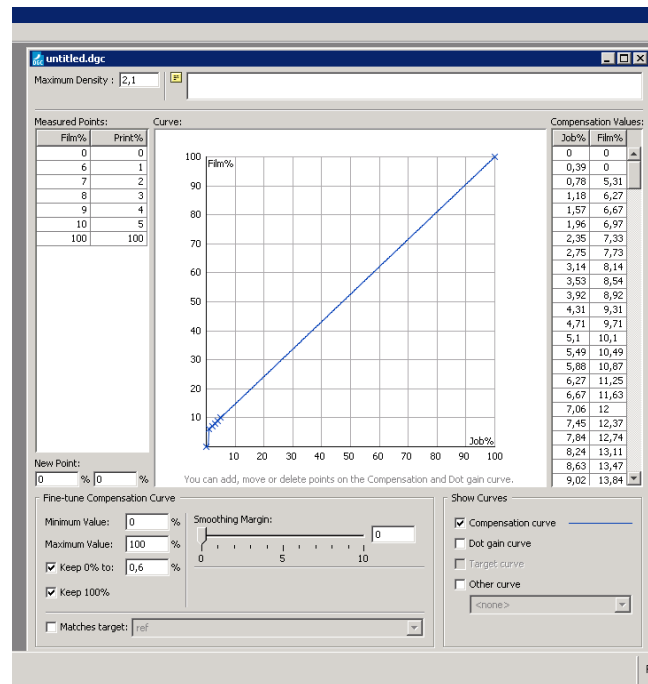 untitled.dgc
Maximum Density : 2,1
Measured Points:
Film% Print%
0 0
6 1
7 2
8 3
9 4
10 5
100 100
New Point:
0 % 0 %
Curve:
Film%
100
90
80
70
60
50
40
30
20
10
Job%
10 20 30 40 50 60 70 80 90 100
You can add, move or delete points on the Compensation and Dot gain curve.
Compensation Values:
Job% Film%
0 0
0,39 0
0,78 5,31
1,18 6,27
1,57 6,67
1,96 6,97
2,35 7,33
2,75 7,73
3,14 8,14
3,53 8,54
3,92 8,92
4,31 9,31
4,71 9,71
5,1 10,1
5,49 10,49
5,88 10,87
6,27 11,25
6,67 11,63
7,06 12
7,45 12,37
7,84 12,74
8,24 13,11
8,63 13,47
9,02 13,84
Fine-tune Compensation Curve
Minimum Value: 0 %
Maximum Value: 100 %
Keep 0% to: 0,6 %
Keep 100%
Smoothing Margin:
0
0 5 10
Matches target: ref
Show Curves
Compensation curve
Dot gain curve
Target curve
Other curve
<none>